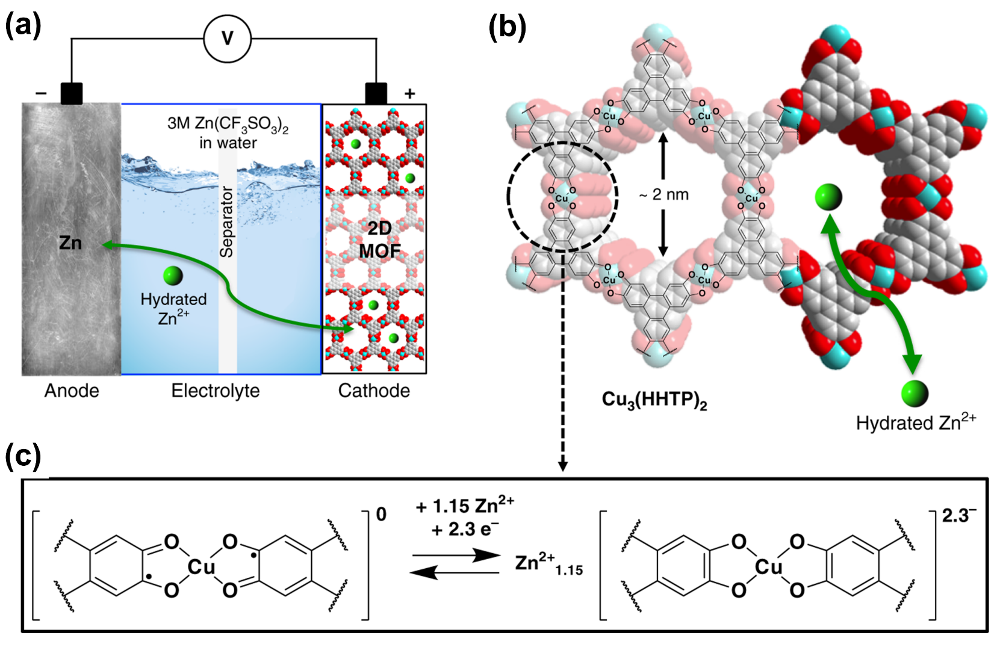 (a)
V
−
+
3M Zn(CF₃SO₃)₂
in water
Separator
Zn
2D
MOF
Hydrated
Zn²⁺
Anode
Electrolyte
Cathode
(b)
Cu
O
O
O
O
Cu
O
O
O
O
Cu
O
O
O
O
~ 2 nm
Cu
O
O
O
O
Cu
O
O
O
O
Cu
O
O
O
O
Cu₃(HHTP)₂
Hydrated Zn²⁺
(c)
0
+ 1.15 Zn²⁺
+ 2.3 e⁻
2.3⁻
O
O
Cu
O
O
Zn²⁺₁.₁₅
O
O
Cu
O
O